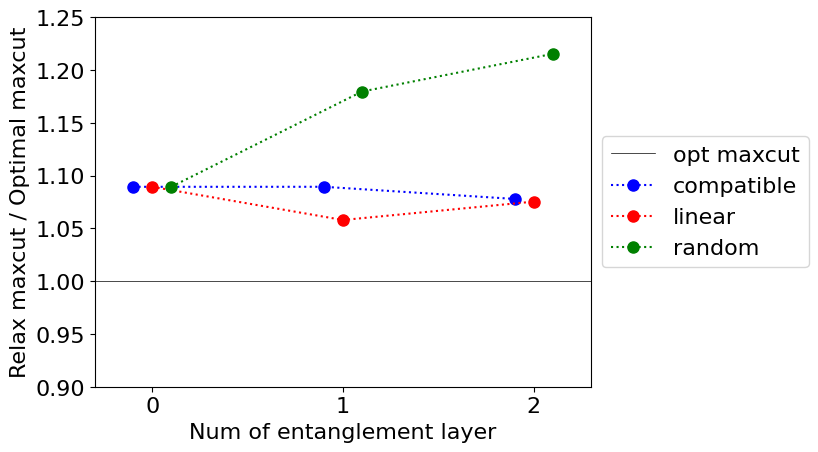 Relax maxcut / Optimal maxcut
1.25
1.20
1.15
1.10
1.05
1.00
0.95
0.90
0 1 2
Num of entanglement layer
opt maxcut
compatible
linear
random